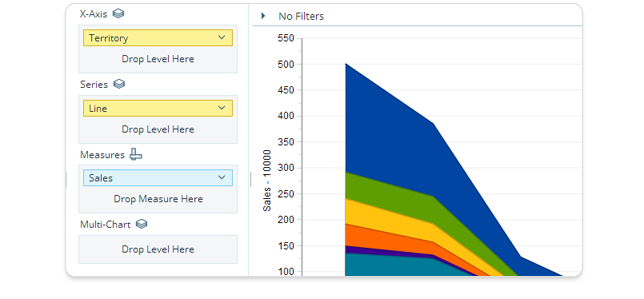 X-Axis
Territory
Drop Level Here
Series
Line
Drop Level Here
Measures
Sales
Drop Measure Here
Multi-Chart
Drop Level Here
No Filters
550
500
450
400
350
300
250
200
150
100
Sales - 10000